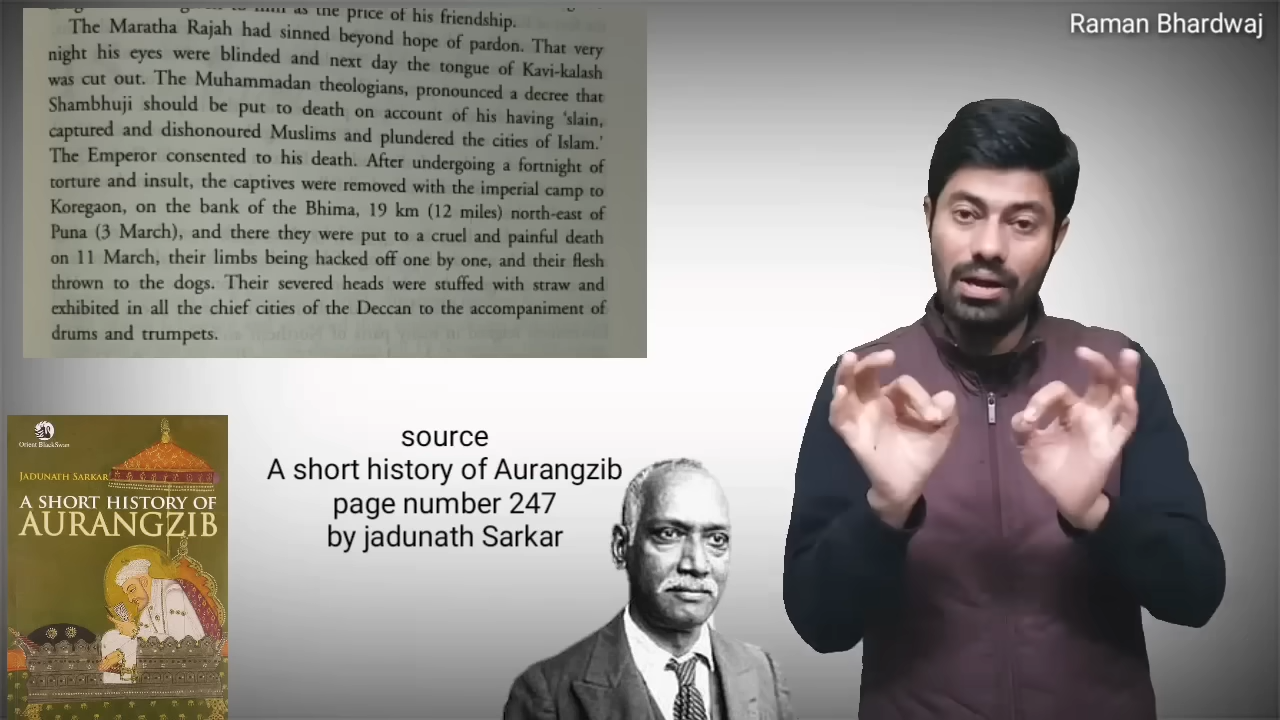 as the price of his friendship.
The Maratha Rajah had sinned beyond hope of pardon. That very
night his eyes were blinded and next day the tongue of Kavi-kalash
was cut out. The Muhammadan theologians, pronounced a decree that
Shambhuji should be put to death on account of his having ‘slain,
captured and dishonoured Muslims and plundered the cities of Islam.’
The Emperor consented to his death. After undergoing a fortnight of
torture and insult, the captives were removed with the imperial camp to
Koregaon, on the bank of the Bhima, 19 km (12 miles) north-east of
Puna (3 March), and there they were put to a cruel and painful death
on 11 March, their limbs being hacked off one by one, and their flesh
thrown to the dogs. Their severed heads were stuffed with straw and
exhibited in all the chief cities of the Deccan to the accompaniment of
drums and trumpets.
Raman Bhardwaj
Orient BlackSwan
JADUNATH SARKAR
A SHORT HISTORY OF
AURANGZIB
source
A short history of Aurangzib
page number 247
by jadunath Sarkar